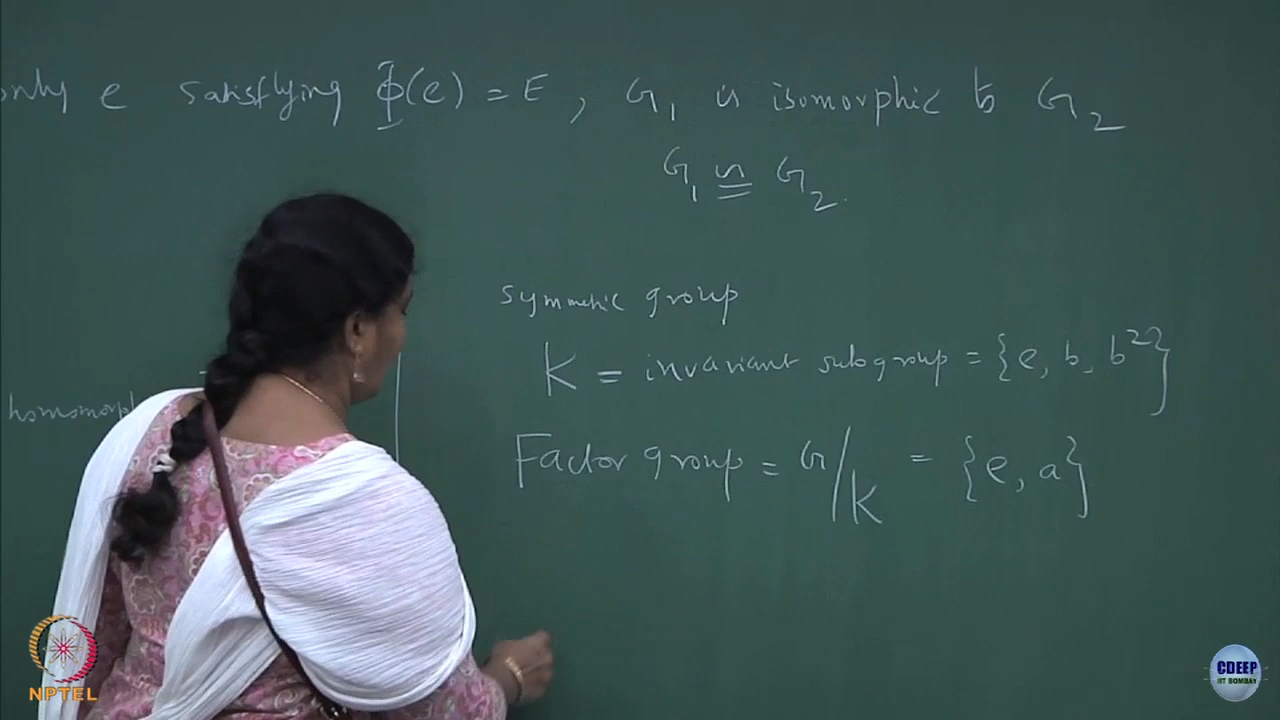 only e satisfying Φ(e) = E, G₁ is isomorphic to G₂
G₁ ≅ G₂.
symmetric group
K = invariant subgroup = {e, b, b²}
homomorph
Factor group = G/K = {e, a}
NPTEL
CDEEP
IIT BOMBAY